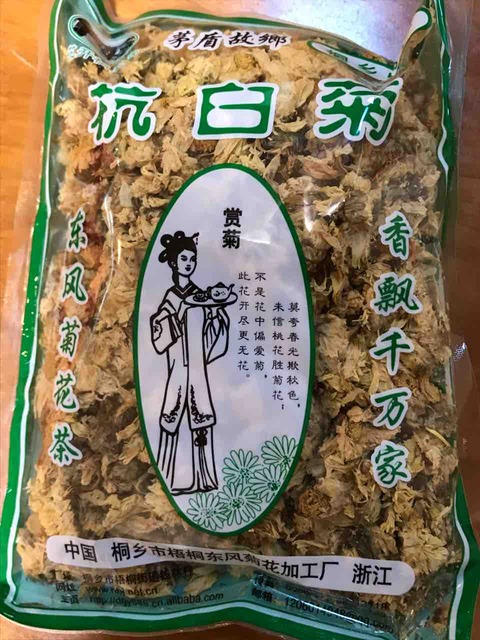 茅盾故鄉
杭白菊
东风菊花茶
香飘千万家
赏菊
莫夸春光欺秋色，
未信桃花胜菊花；
不是花中偏爱菊，
此花开尽更无花。
中国 桐乡市梧桐东风菊花加工厂 浙江